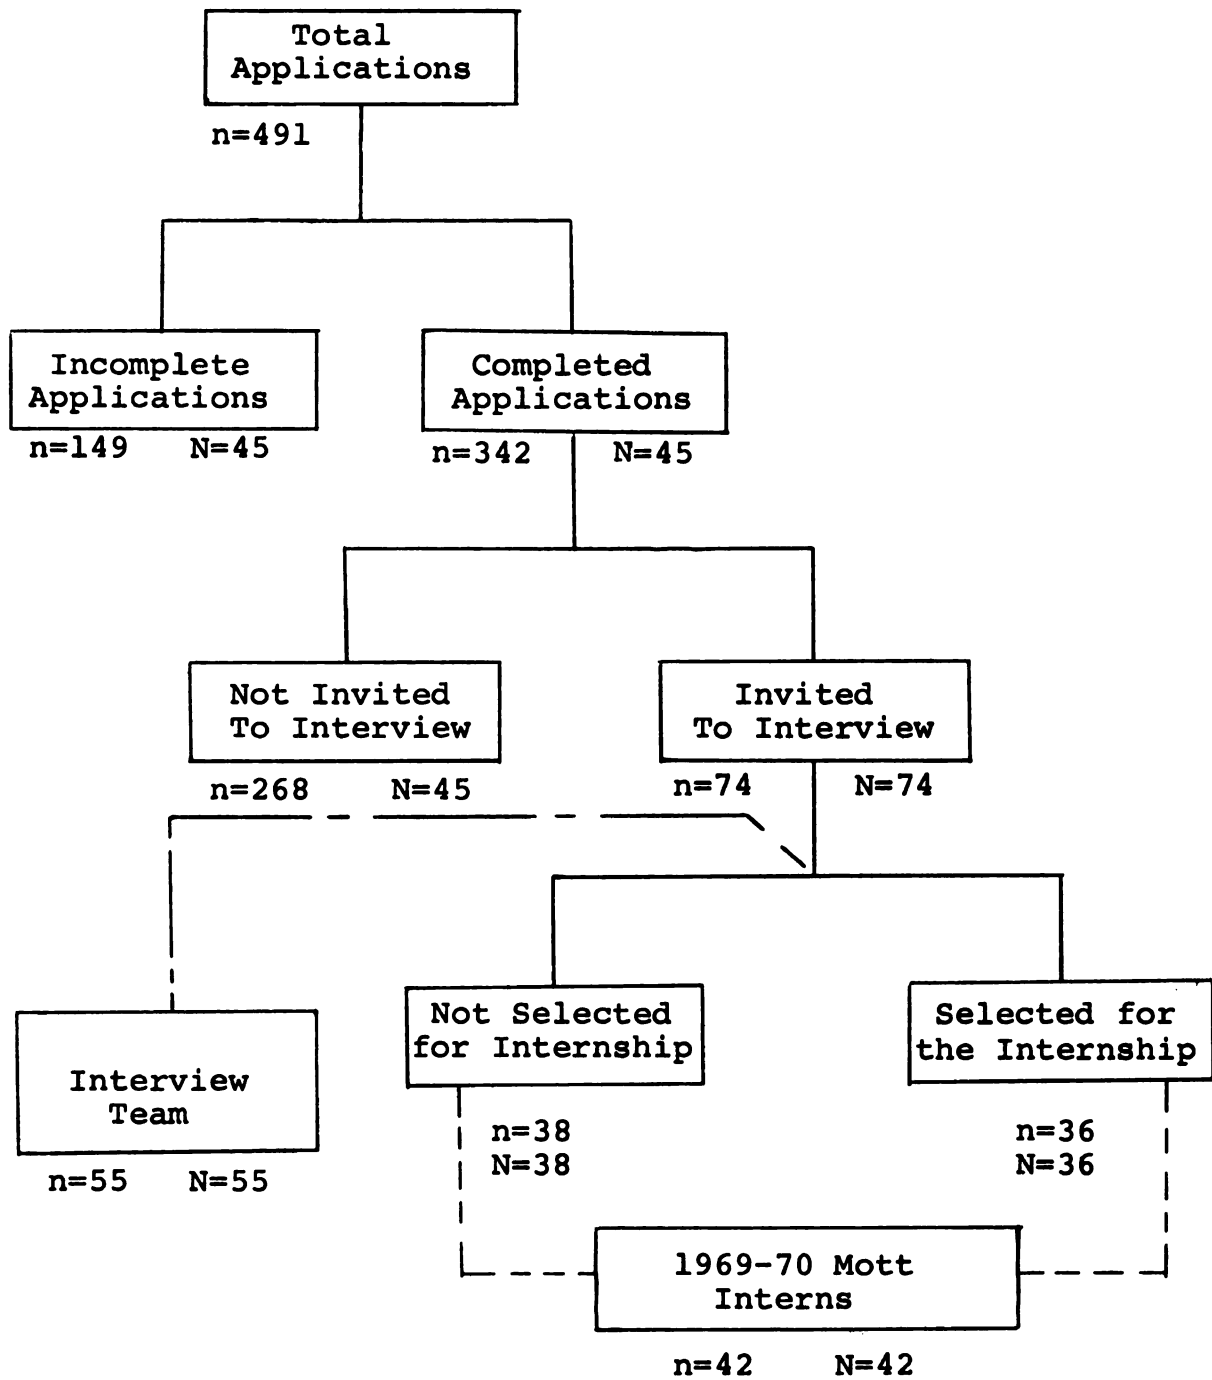 Total
Applications
n=491
Incomplete
Applications
n=149 N=45
Completed
Applications
n=342 N=45
Not Invited
To Interview
n=268 N=45
Invited
To Interview
n=74 N=74
Interview
Team
n=55 N=55
Not Selected
for Internship
n=38
N=38
Selected for
the Internship
n=36
N=36
1969-70 Mott
Interns
n=42 N=42